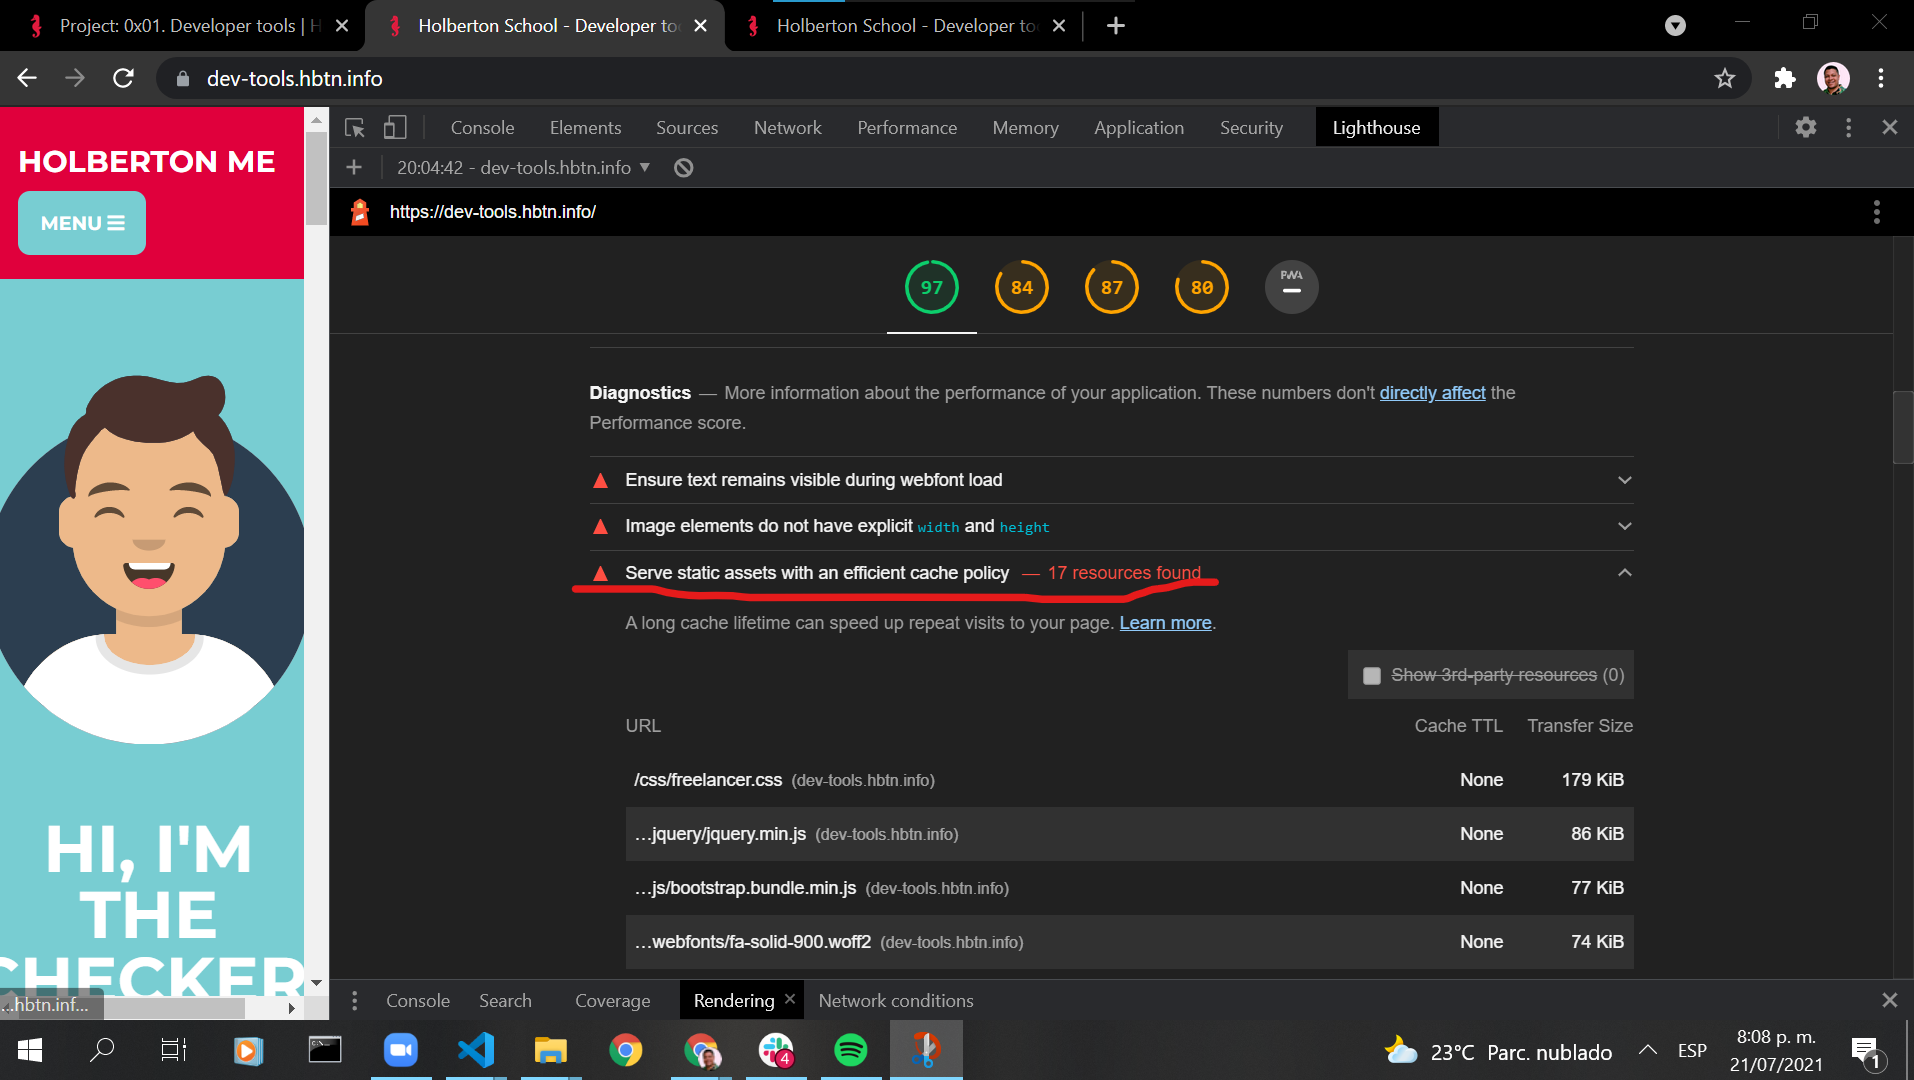 Project: 0x01. Developer tools | H
Holberton School - Developer to
Holberton School - Developer to
dev-tools.hbtn.info
HOLBERTON ME
MENU
HI, I'M
THE
CHECKER
...hbtn.inf...
Console Elements Sources Network Performance Memory Application Security Lighthouse
20:04:42 - dev-tools.hbtn.info
https://dev-tools.hbtn.info/
97 84 87 80 PWA
Diagnostics — More information about the performance of your application. These numbers don't directly affect the
Performance score.
Ensure text remains visible during webfont load
Image elements do not have explicit width and height
Serve static assets with an efficient cache policy — 17 resources found
A long cache lifetime can speed up repeat visits to your page. Learn more.
Show 3rd-party resources (0)
URL Cache TTL Transfer Size
/css/freelancer.css (dev-tools.hbtn.info) None 179 KiB
…jquery/jquery.min.js (dev-tools.hbtn.info) None 86 KiB
…js/bootstrap.bundle.min.js (dev-tools.hbtn.info) None 77 KiB
…webfonts/fa-solid-900.woff2 (dev-tools.hbtn.info) None 74 KiB
Console Search Coverage Rendering Network conditions
4
23°C Parc. nublado
ESP
8:08 p. m.
21/07/2021
1